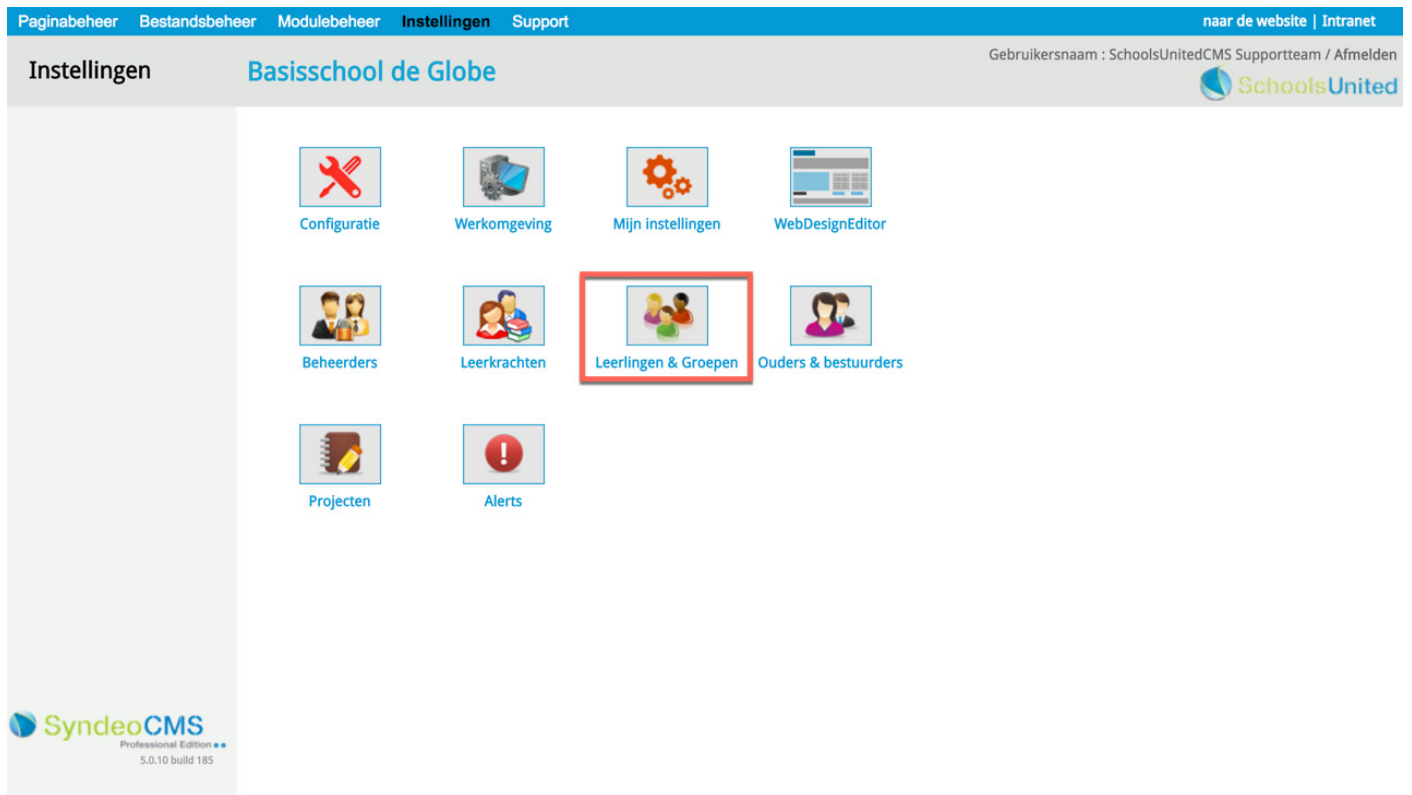 Paginabeheer Bestandsbeheer Modulebeheer Instellingen Support naar de website | Intranet
Gebruikersnaam : SchoolsUnitedCMS Supportteam / Afmelden
Instellingen Basisschool de Globe
SchoolsUnited
Configuratie Werkomgeving Mijn instellingen WebDesignEditor
Beheerders Leerkrachten Leerlingen & Groepen Ouders & bestuurders
Projecten Alerts
SyndeoCMS
Professional Edition
5.0.10 build 185